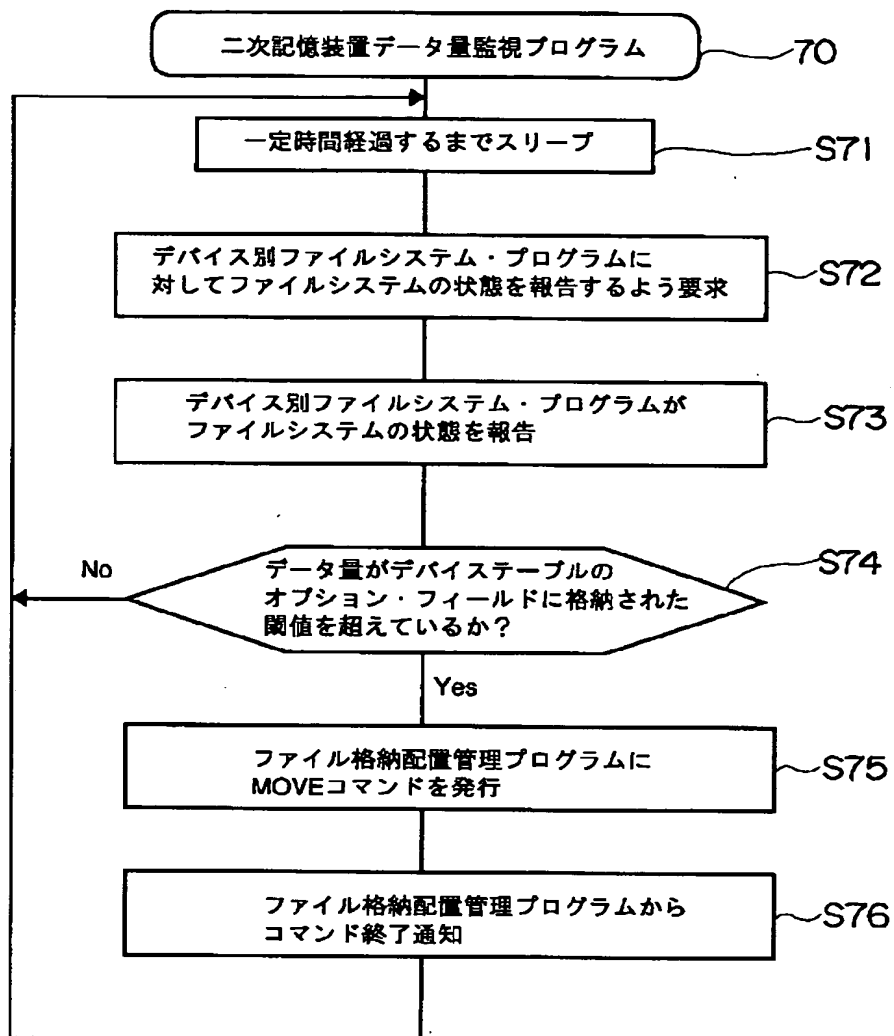 二次記憶装置データ量監視プログラム
70
一定時間経過するまでスリープ
S71
デバイス別ファイルシステム・プログラムに
対してファイルシステムの状態を報告するよう要求
S72
デバイス別ファイルシステム・プログラムが
ファイルシステムの状態を報告
S73
No
データ量がデバイステーブルの
オプション・フィールドに格納された
閾値を超えているか?
S74
Yes
ファイル格納配置管理プログラムに
MOVEコマンドを発行
S75
ファイル格納配置管理プログラムから
コマンド終了通知
S76